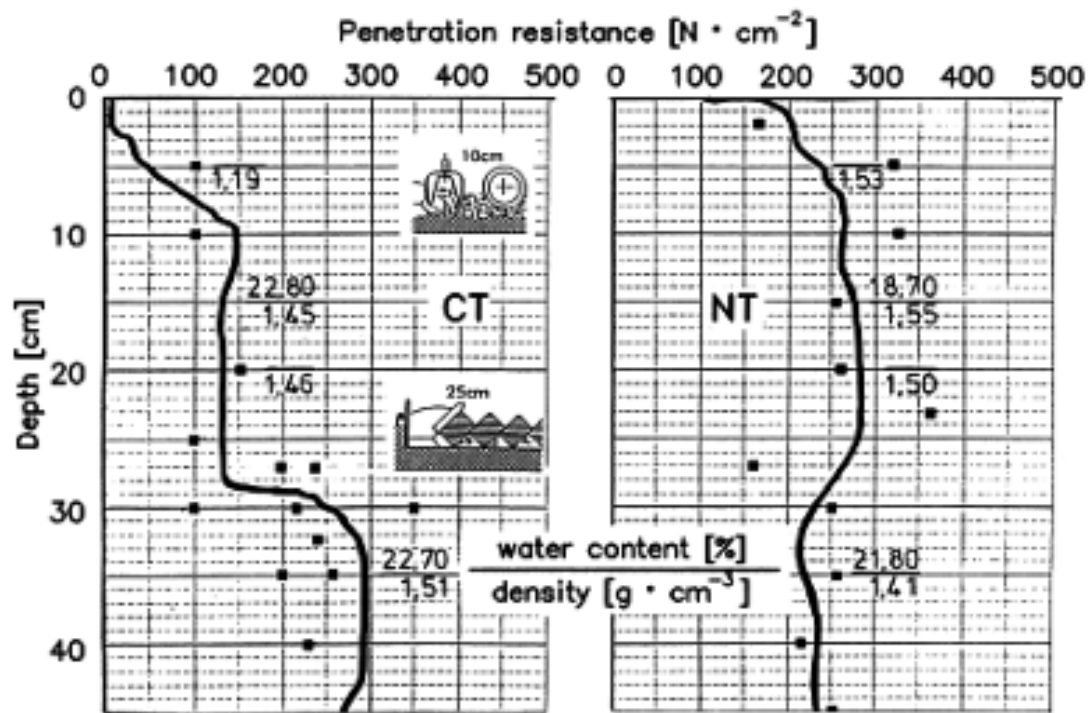 Penetration resistance [N · cm⁻²]
0 100 200 300 400 500
0 100 200 300 400 500
Depth [cm]
0
10
20
30
40
10cm
1,19
22,80
1,45
CT
1,46
25cm
22,70
1,51
water content [%]
density [g · cm⁻³]
1,53
18,70
1,55
NT
1,50
21,80
1,41